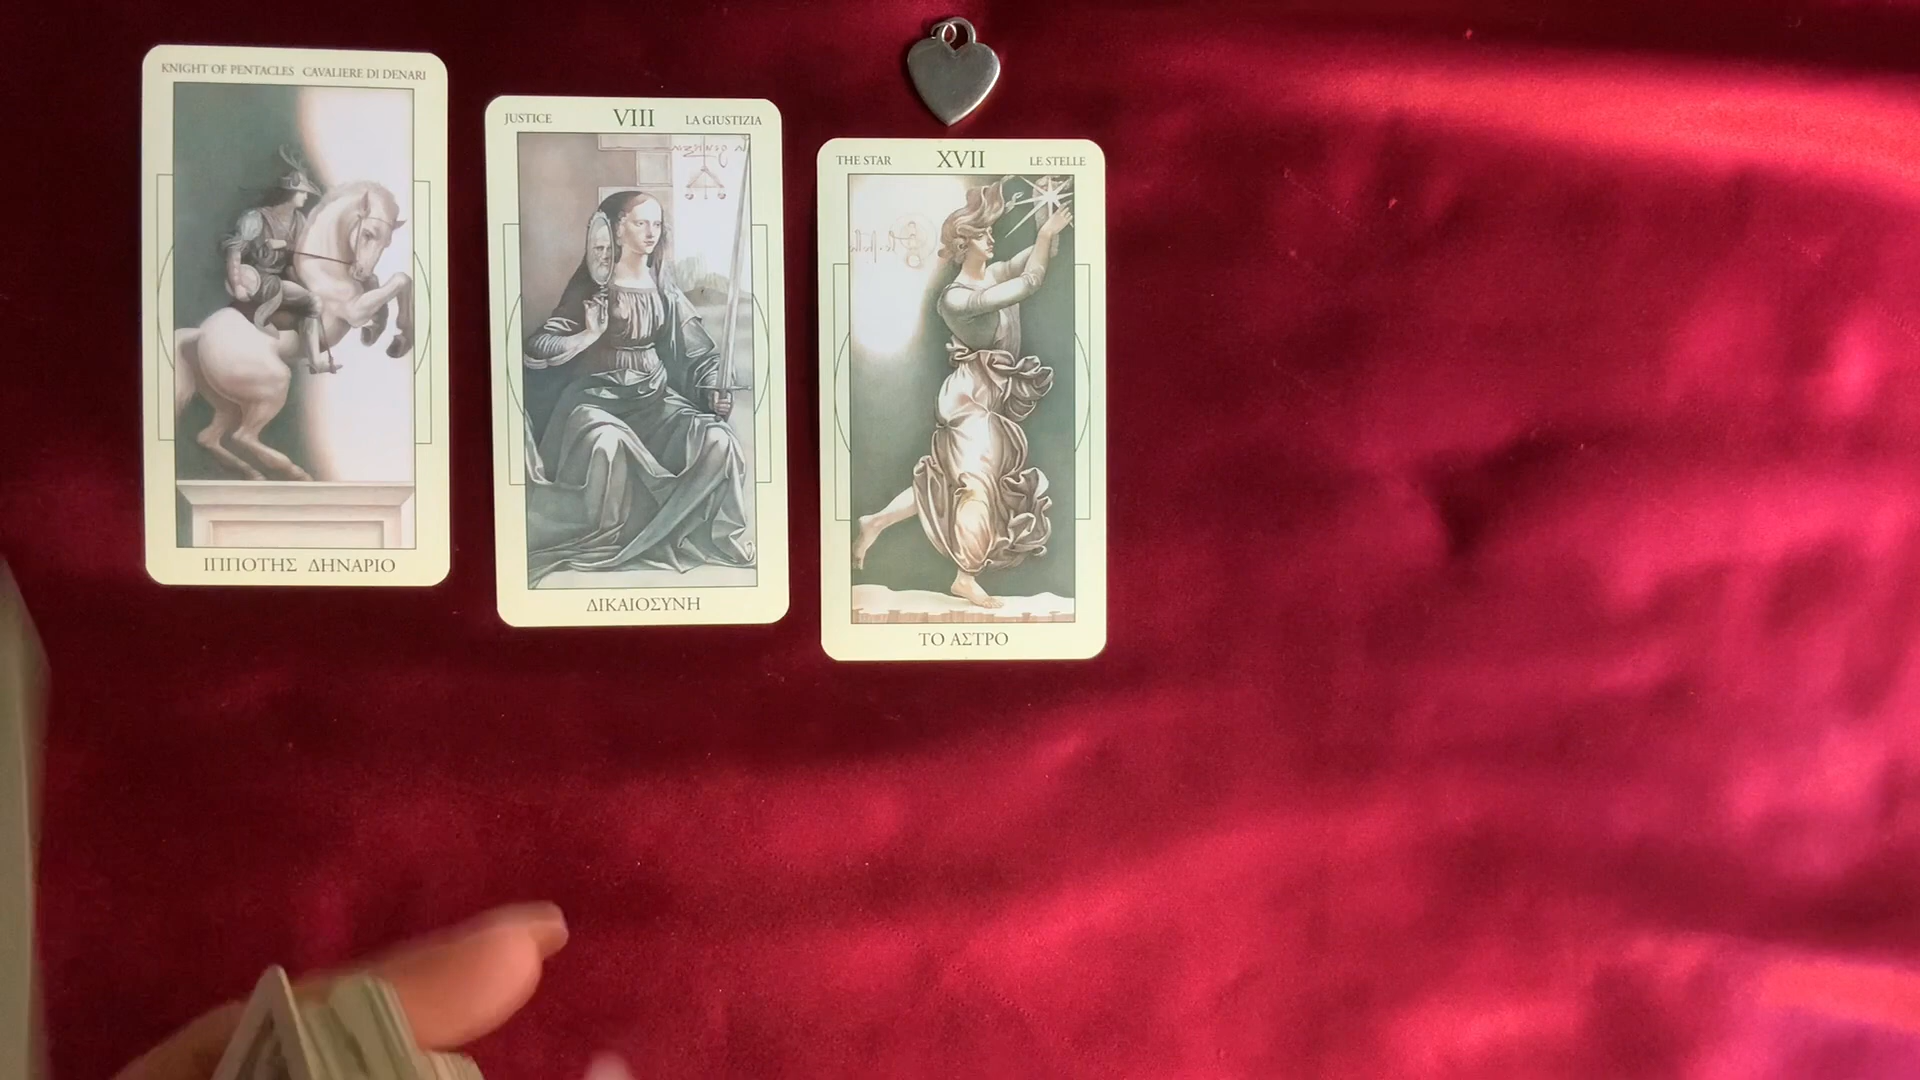 KNIGHT OF PENTACLES CAVALIERE DI DENARI
ΙΠΠΟΤΗΣ ΔΗΝΑΡΙΟ
JUSTICE VIII LA GIUSTIZIA
ΔΙΚΑΙΟΣΥΝΗ
THE STAR XVII LE STELLE
ΤΟ ΑΣΤΡΟ